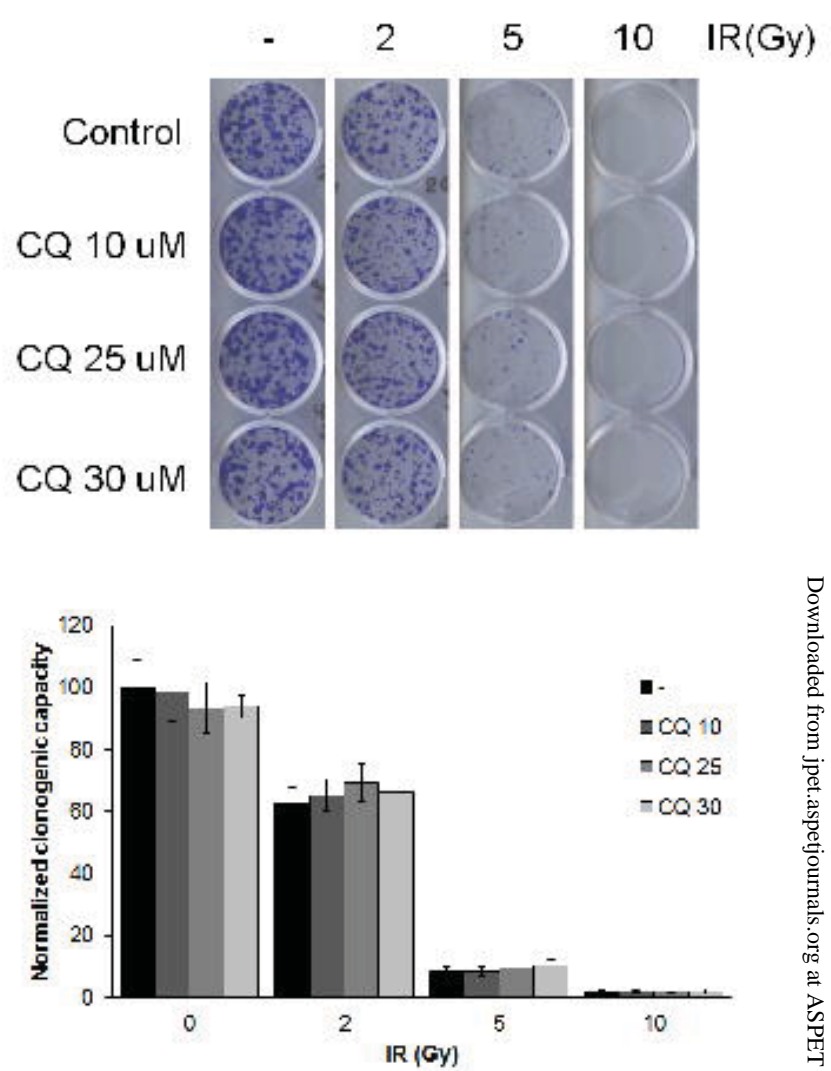 - 2 5 10 IR(Gy)
Control
CQ 10 uM
CQ 25 uM
CQ 30 uM
120
100
80
60
40
20
0
Normalized clonogenic capacity
0 2 5 10
IR (Gy)
-
CQ 10
CQ 25
CQ 30
Downloaded from jpet.aspetjournals.org at ASPET